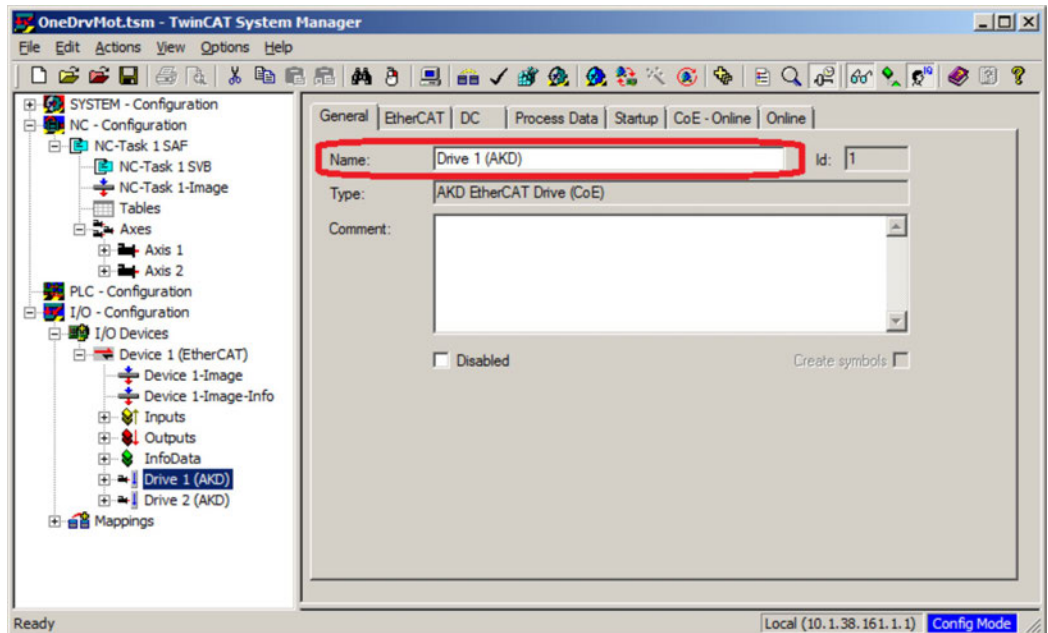 OneDrvMot.tsm - TwinCAT System Manager
File Edit Actions View Options Help
SYSTEM - Configuration
NC - Configuration
NC-Task 1 SAF
NC-Task 1 SVB
NC-Task 1-Image
Tables
Axes
Axis 1
Axis 2
PLC - Configuration
I/O - Configuration
I/O Devices
Device 1 (EtherCAT)
Device 1-Image
Device 1-Image-Info
Inputs
Outputs
InfoData
Drive 1 (AKD)
Drive 2 (AKD)
Mappings
General EtherCAT DC Process Data Startup CoE - Online Online
Name: Drive 1 (AKD) Id: 1
Type: AKD EtherCAT Drive (CoE)
Comment:
Disabled Create symbols
Ready Local (10.1.38.161.1.1) Config Mode